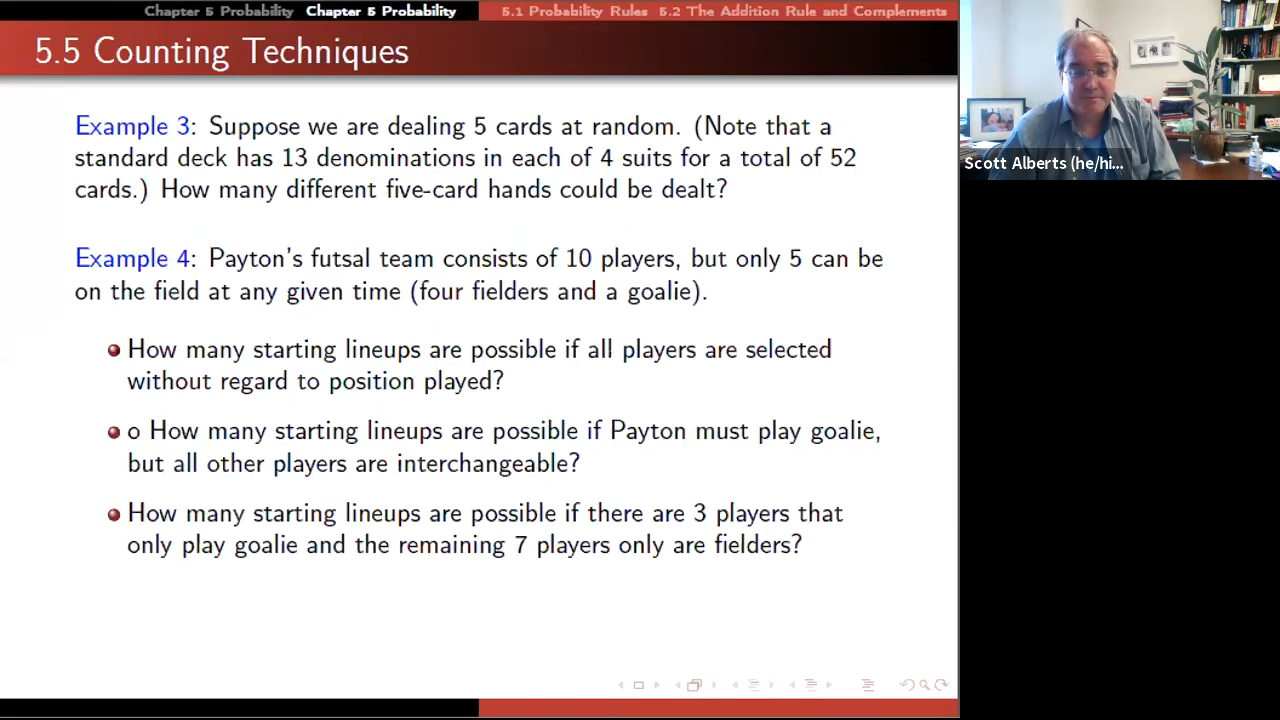 Chapter 5 Probability Chapter 5 Probability 5.1 Probability Rules 5.2 The Addition Rule and Complements
5.5 Counting Techniques
Example 3: Suppose we are dealing 5 cards at random. (Note that a
standard deck has 13 denominations in each of 4 suits for a total of 52
cards.) How many different five-card hands could be dealt?
Example 4: Payton's futsal team consists of 10 players, but only 5 can be
on the field at any given time (four fielders and a goalie).
How many starting lineups are possible if all players are selected
without regard to position played?
o How many starting lineups are possible if Payton must play goalie,
but all other players are interchangeable?
How many starting lineups are possible if there are 3 players that
only play goalie and the remaining 7 players only are fielders?
Scott Alberts (he/hi...